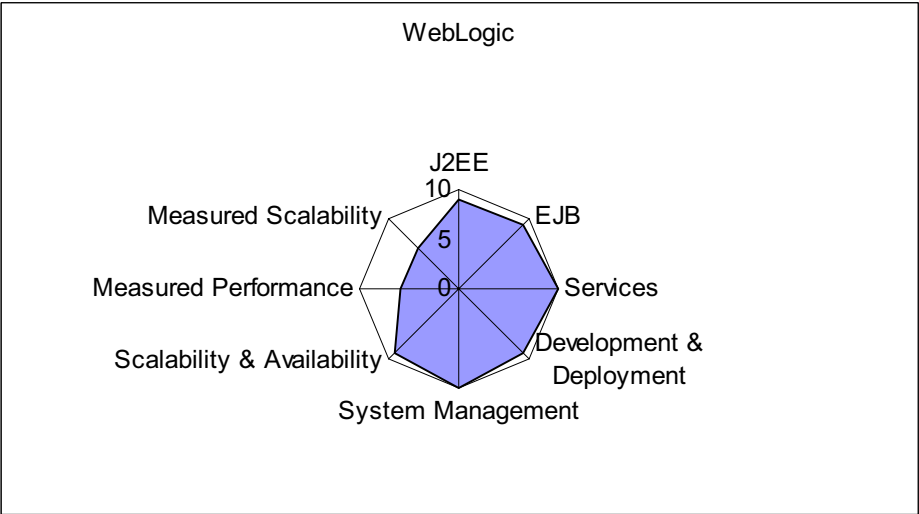 WebLogic
J2EE
10
Measured Scalability
EJB
5
Measured Performance
0
Services
Scalability & Availability
Development &
Deployment
System Management